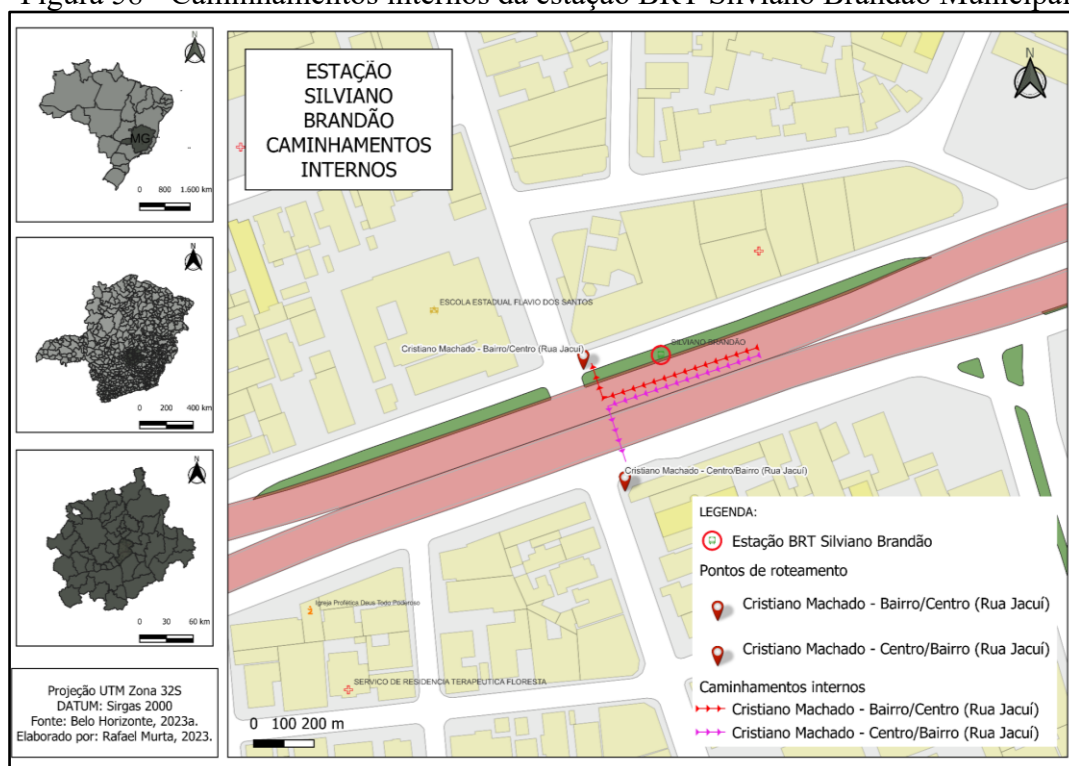 Figura 58 - Caminhamentos internos da estação BRT Silviano Brandão Municipal
N
MG
0 800 1.600 km
N
0 200 400 km
N
0 30 60 km
Projeção UTM Zona 32S
DATUM: Sirgas 2000
Fonte: Belo Horizonte, 2023a.
Elaborado por: Rafael Murta, 2023.
ESTAÇÃO
SILVIANO
BRANDÃO
CAMINHAMENTOS
INTERNOS
N
ESCOLA ESTADUAL FLAVIO DOS SANTOS
SILVIANO BRANDÃO
Cristiano Machado - Bairro/Centro (Rua Jacuí)
Cristiano Machado - Centro/Bairro (Rua Jacuí)
Igreja Profética Deus Todo Poderoso
SERVICO DE RESIDENCIA TERAPEUTICA FLORESTA
0 100 200 m
LEGENDA:
Estação BRT Silviano Brandão
Pontos de roteamento
Cristiano Machado - Bairro/Centro (Rua Jacuí)
Cristiano Machado - Centro/Bairro (Rua Jacuí)
Caminhamentos internos
Cristiano Machado - Bairro/Centro (Rua Jacuí)
Cristiano Machado - Centro/Bairro (Rua Jacuí)